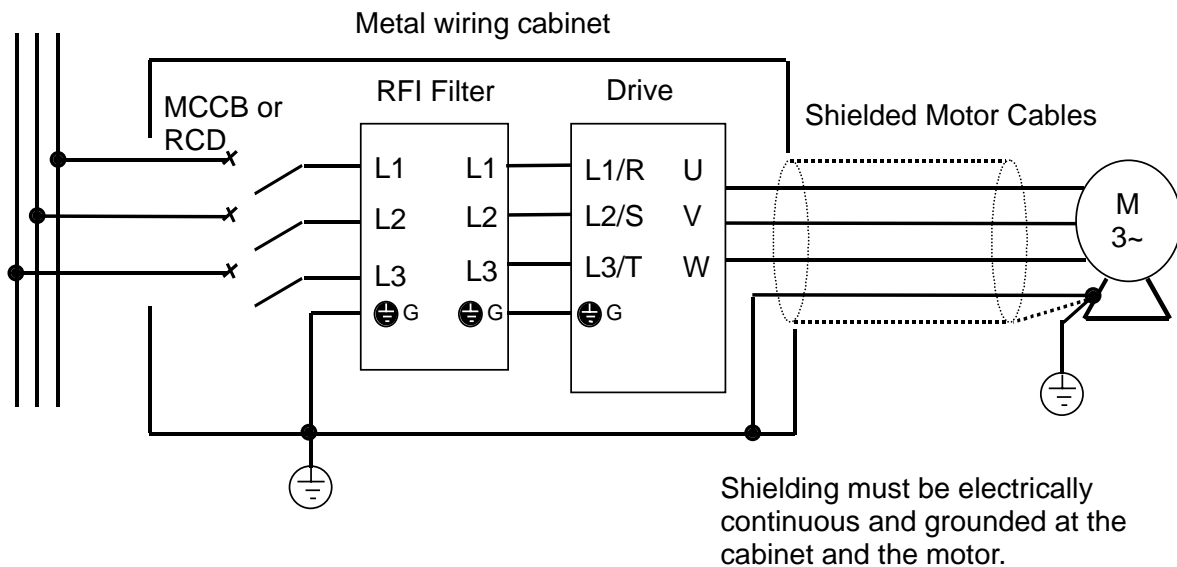 Metal wiring cabinet
MCCB or
RCD
RFI Filter
Drive
Shielded Motor Cables
L1 L1 L1/R U
L2 L2 L2/S V
L3 L3 L3/T W
G G G
M
3~
Shielding must be electrically
continuous and grounded at the
cabinet and the motor.